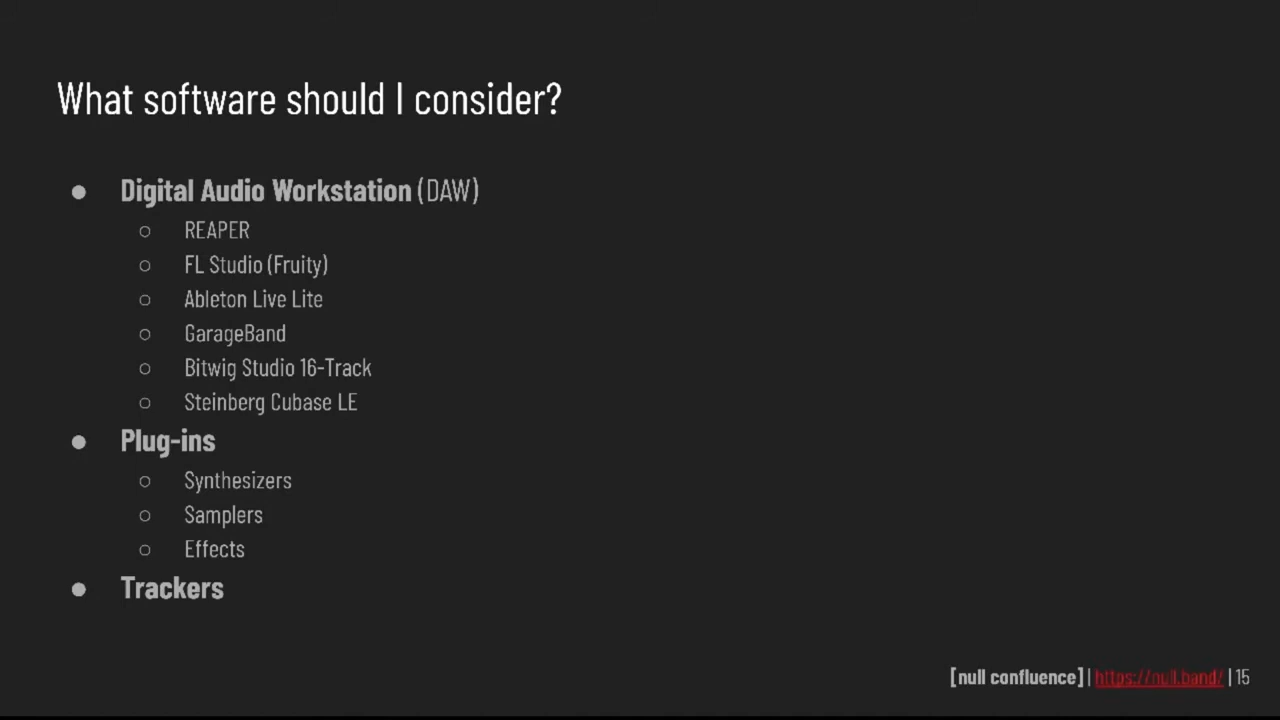 What software should I consider?
● Digital Audio Workstation (DAW)
○ REAPER
○ FL Studio (Fruity)
○ Ableton Live Lite
○ GarageBand
○ Bitwig Studio 16-Track
○ Steinberg Cubase LE
● Plug-ins
○ Synthesizers
○ Samplers
○ Effects
● Trackers
[null confluence] | https://null.band/ | 15